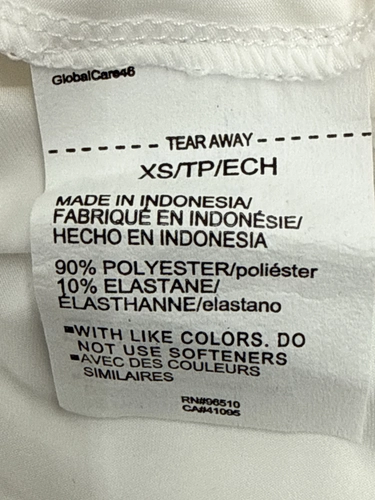 GlobalCare46
------- TEAR AWAY -------
XS/TP/ECH
MADE IN INDONESIA/
FABRIQUÉ EN INDONÉSIE/
HECHO EN INDONESIA
90% POLYESTER/poliéster
10% ELASTANE/
ÉLASTHANNE/elastano
■WITH LIKE COLORS. DO
NOT USE SOFTENERS
■AVEC DES COULEURS
SIMILAIRES
RN#96510
CA#41095